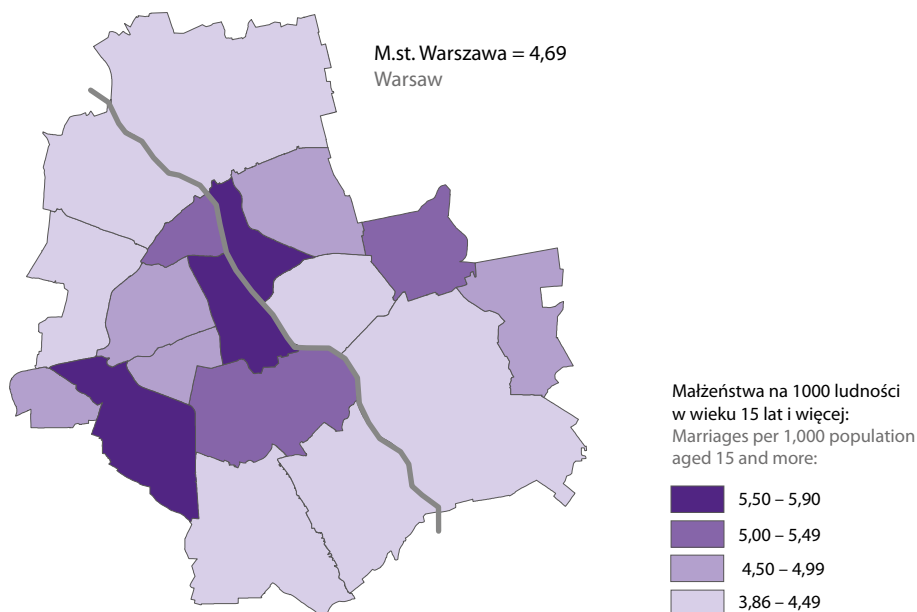 M.st. Warszawa = 4,69
Warsaw
Małżeństwa na 1000 ludności
w wieku 15 lat i więcej:
Marriages per 1,000 population
aged 15 and more:
5,50 – 5,90
5,00 – 5,49
4,50 – 4,99
3,86 – 4,49